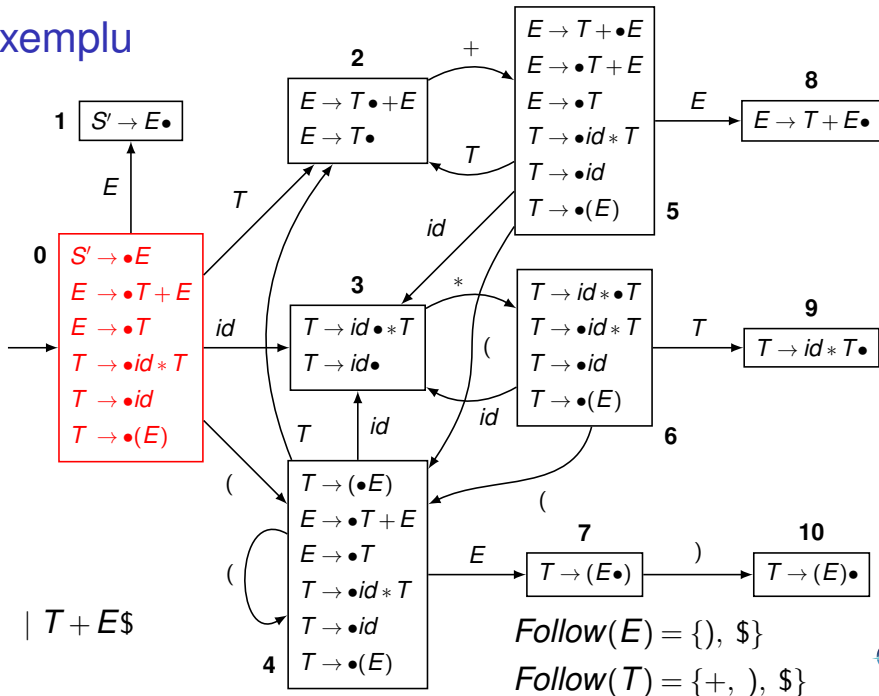 xemplu
1
S′ → E•
E
0
S′ → •E
E → •T + E
E → •T
T → •id * T
T → •id
T → •(E)
T
id
(
2
E → T• + E
E → T•
+
T
5
E → T + •E
E → •T + E
E → •T
T → •id * T
T → •id
T → •(E)
E
8
E → T + E•
id
(
3
T → id• * T
T → id•
*
id
6
T → id * •T
T → •id * T
T → •id
T → •(E)
T
9
T → id * T•
(
T
id
(
4
T → (•E)
E → •T + E
E → •T
T → •id * T
T → •id
T → •(E)
E
7
T → (E•)
)
10
T → (E)•
| T + E$
Follow(E) = {), $}
Follow(T) = {+, ), $}